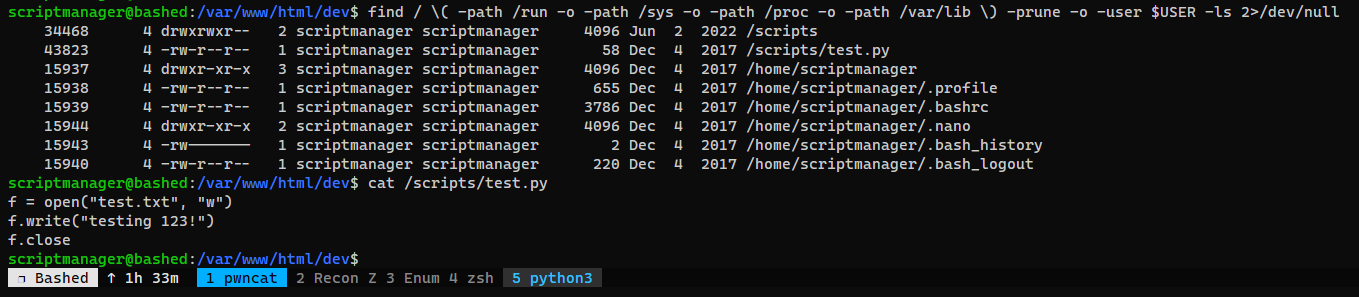 scriptmanager@bashed:/var/www/html/dev$ find / \( -path /run -o -path /sys -o -path /proc -o -path /var/lib \) -prune -o -user $USER -ls 2>/dev/null
34468 4 drwxrwxr-- 2 scriptmanager scriptmanager 4096 Jun 2 2022 /scripts
43823 4 -rw-r--r-- 1 scriptmanager scriptmanager 58 Dec 4 2017 /scripts/test.py
15937 4 drwxr-xr-x 3 scriptmanager scriptmanager 4096 Dec 4 2017 /home/scriptmanager
15938 4 -rw-r--r-- 1 scriptmanager scriptmanager 655 Dec 4 2017 /home/scriptmanager/.profile
15939 4 -rw-r--r-- 1 scriptmanager scriptmanager 3786 Dec 4 2017 /home/scriptmanager/.bashrc
15944 4 drwxr-xr-x 2 scriptmanager scriptmanager 4096 Dec 4 2017 /home/scriptmanager/.nano
15943 4 -rw------- 1 scriptmanager scriptmanager 2 Dec 4 2017 /home/scriptmanager/.bash_history
15940 4 -rw-r--r-- 1 scriptmanager scriptmanager 220 Dec 4 2017 /home/scriptmanager/.bash_logout
scriptmanager@bashed:/var/www/html/dev$ cat /scripts/test.py
f = open("test.txt", "w")
f.write("testing 123!")
f.close
scriptmanager@bashed:/var/www/html/dev$
❐ Bashed ↑ 1h 33m 1 pwncat 2 Recon Z 3 Enum 4 zsh 5 python3